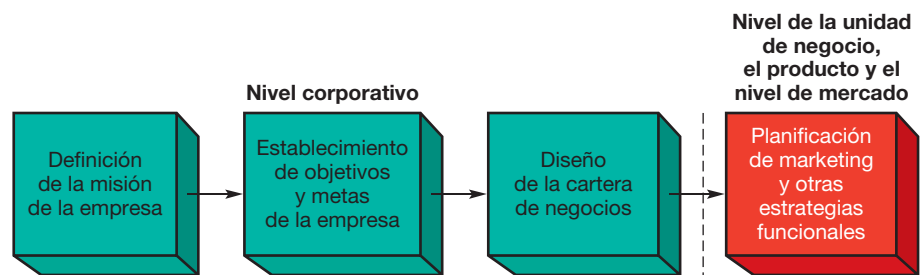 Nivel corporativo
Nivel de la unidad
de negocio,
el producto y el
nivel de mercado
Definición
de la misión
de la empresa
Establecimiento
de objetivos
y metas
de la empresa
Diseño
de la cartera
de negocios
Planificación
de marketing
y otras
estrategias
funcionales